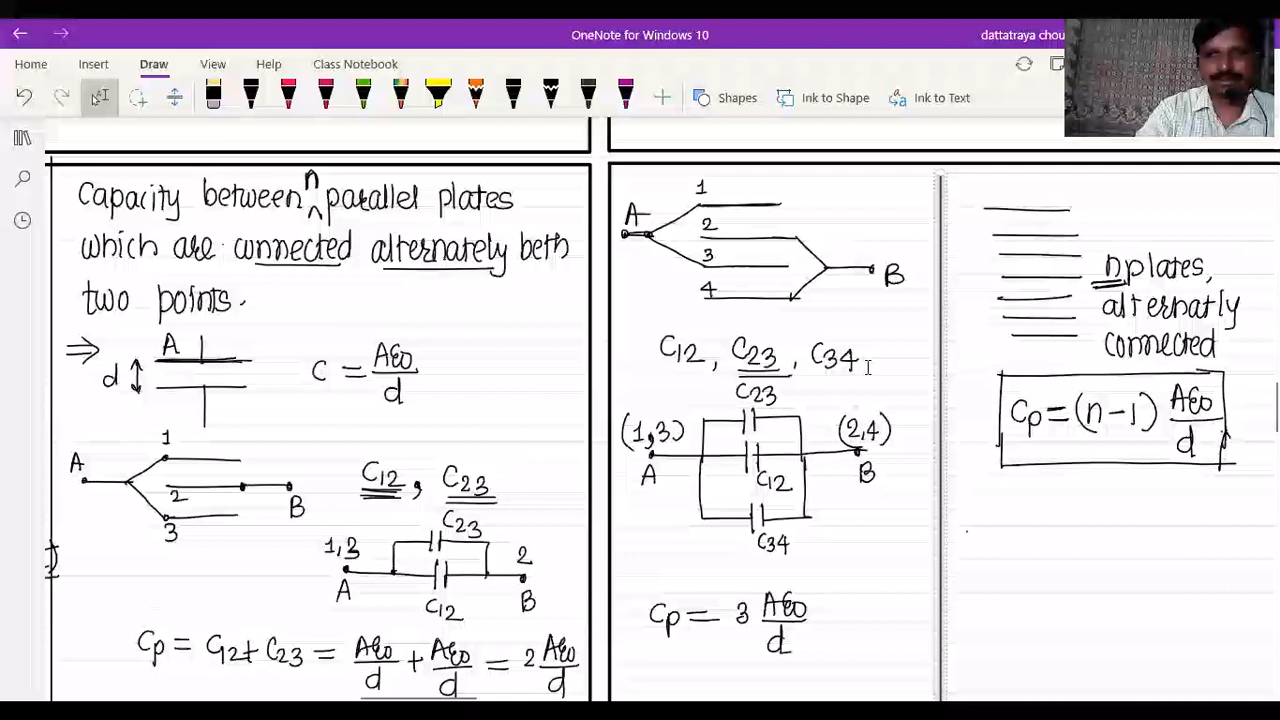 OneNote for Windows 10
dattatraya chou
Home Insert Draw View Help Class Notebook
Shapes Ink to Shape Ink to Text
Capacity between n parallel plates
which are connected alternately betn
two points.
⇒ A
d
C = Aε0/d
1
A
2
B
3
C12, C23
C23
1,3
2
A
B
C12
Cp = C12 + C23 = Aε0/d + Aε0/d = 2 Aε0/d
1
A
2
3
B
4
C12, C23, C34
C23
(1,3) (2,4)
A
B
C12
C34
Cp = 3 Aε0/d
n plates,
alternatly
connected
Cp = (n-1) Aε0/d